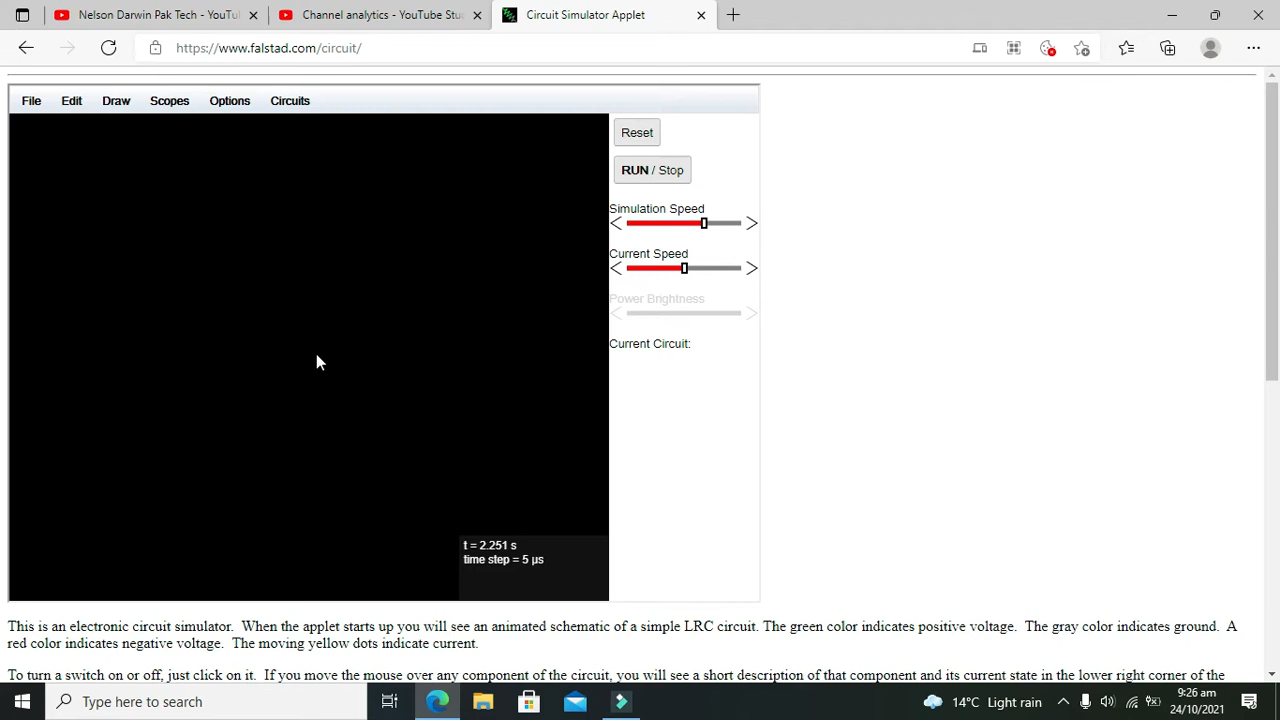 Nelson Darwin Pak Tech - YouTu
Channel analytics - YouTube Stu
Circuit Simulator Applet
https://www.falstad.com/circuit/
File Edit Draw Scopes Options Circuits
Reset
RUN / Stop
Simulation Speed
Current Speed
Power Brightness
Current Circuit:
t = 2.251 s
time step = 5 µs
This is an electronic circuit simulator. When the applet starts up you will see an animated schematic of a simple LRC circuit. The green color indicates positive voltage. The gray color indicates ground. A
red color indicates negative voltage. The moving yellow dots indicate current.
To turn a switch on or off, just click on it. If you move the mouse over any component of the circuit, you will see a short description of that component and its current state in the lower right corner of the
Type here to search
14°C Light rain
9:26 am
24/10/2021